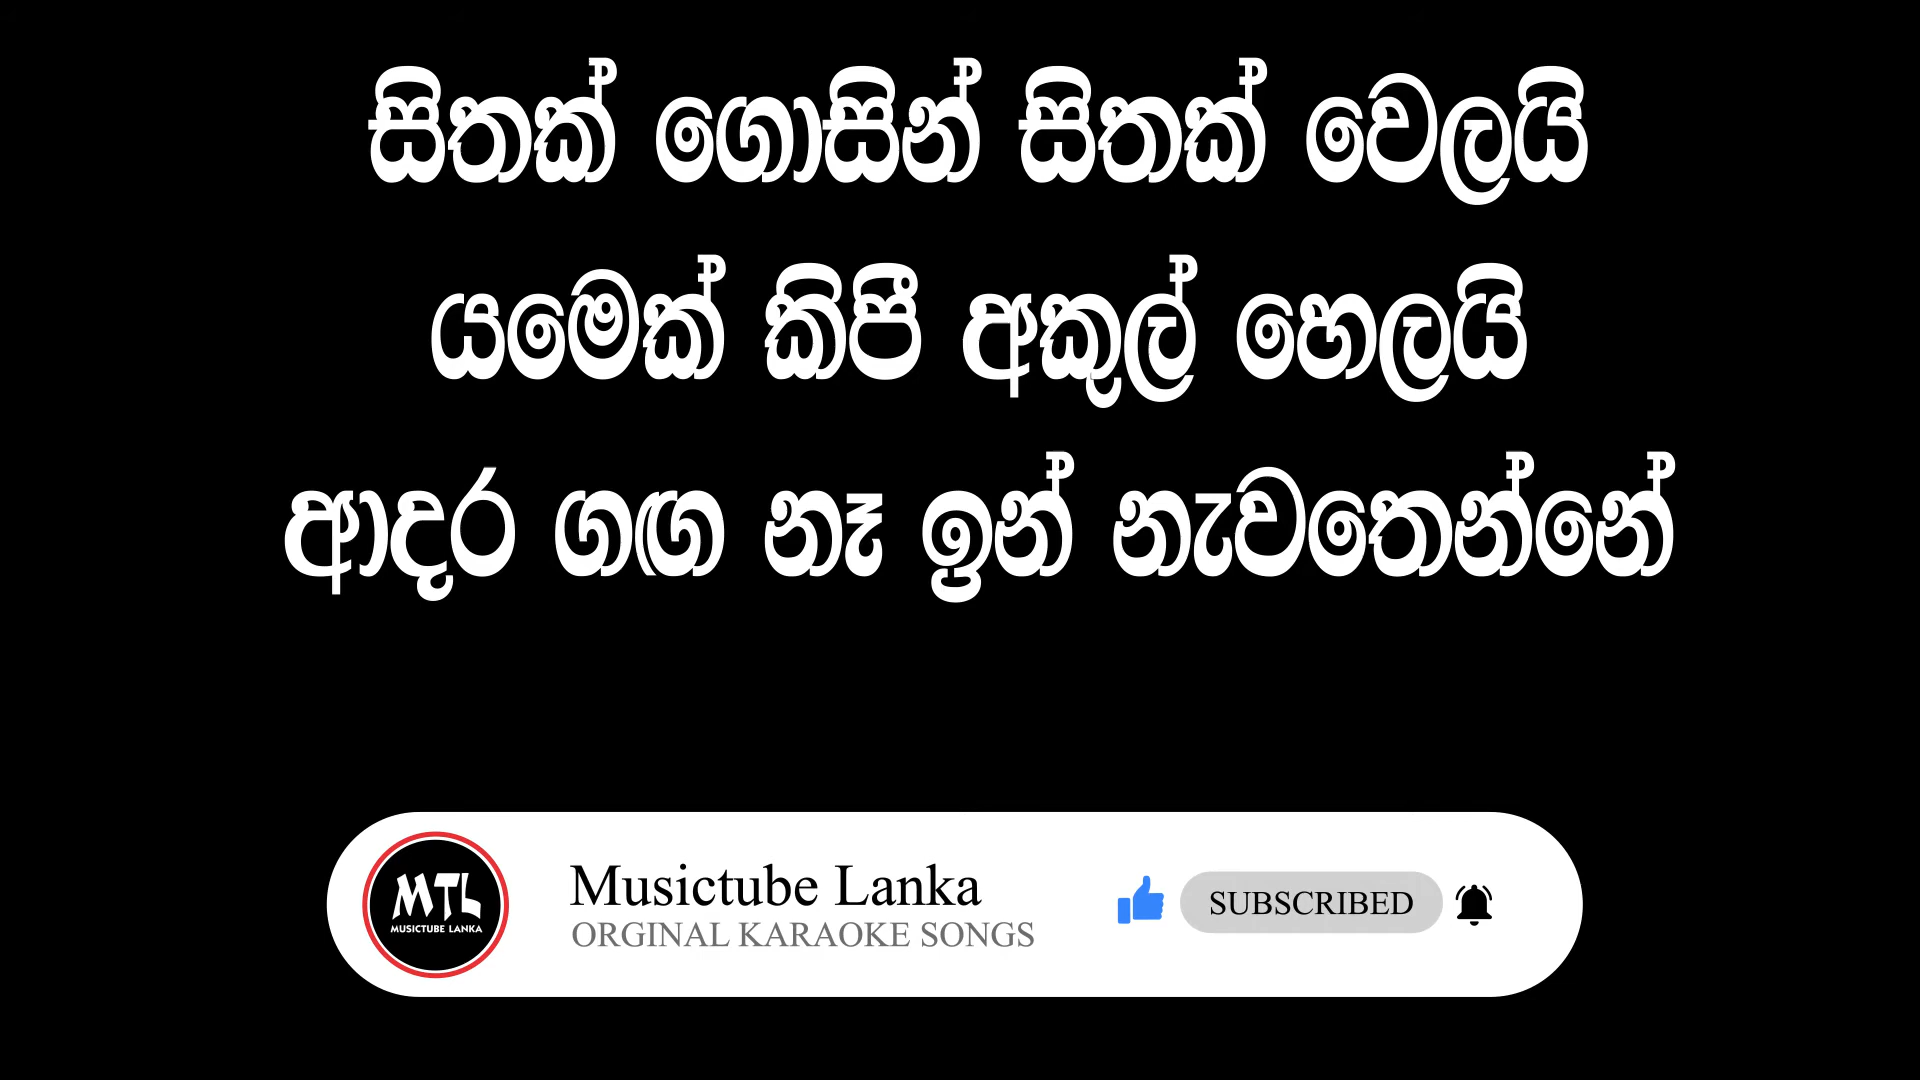 සිතක් ගොසින් සිතක් වෙලයි
යමෙක් කිපී අකුල් හෙලයි
ආදර ගඟ නෑ ඉන් නැවතෙන්නේ
MTL
MUSICTUBE LANKA
Musictube Lanka
ORGINAL KARAOKE SONGS
SUBSCRIBED